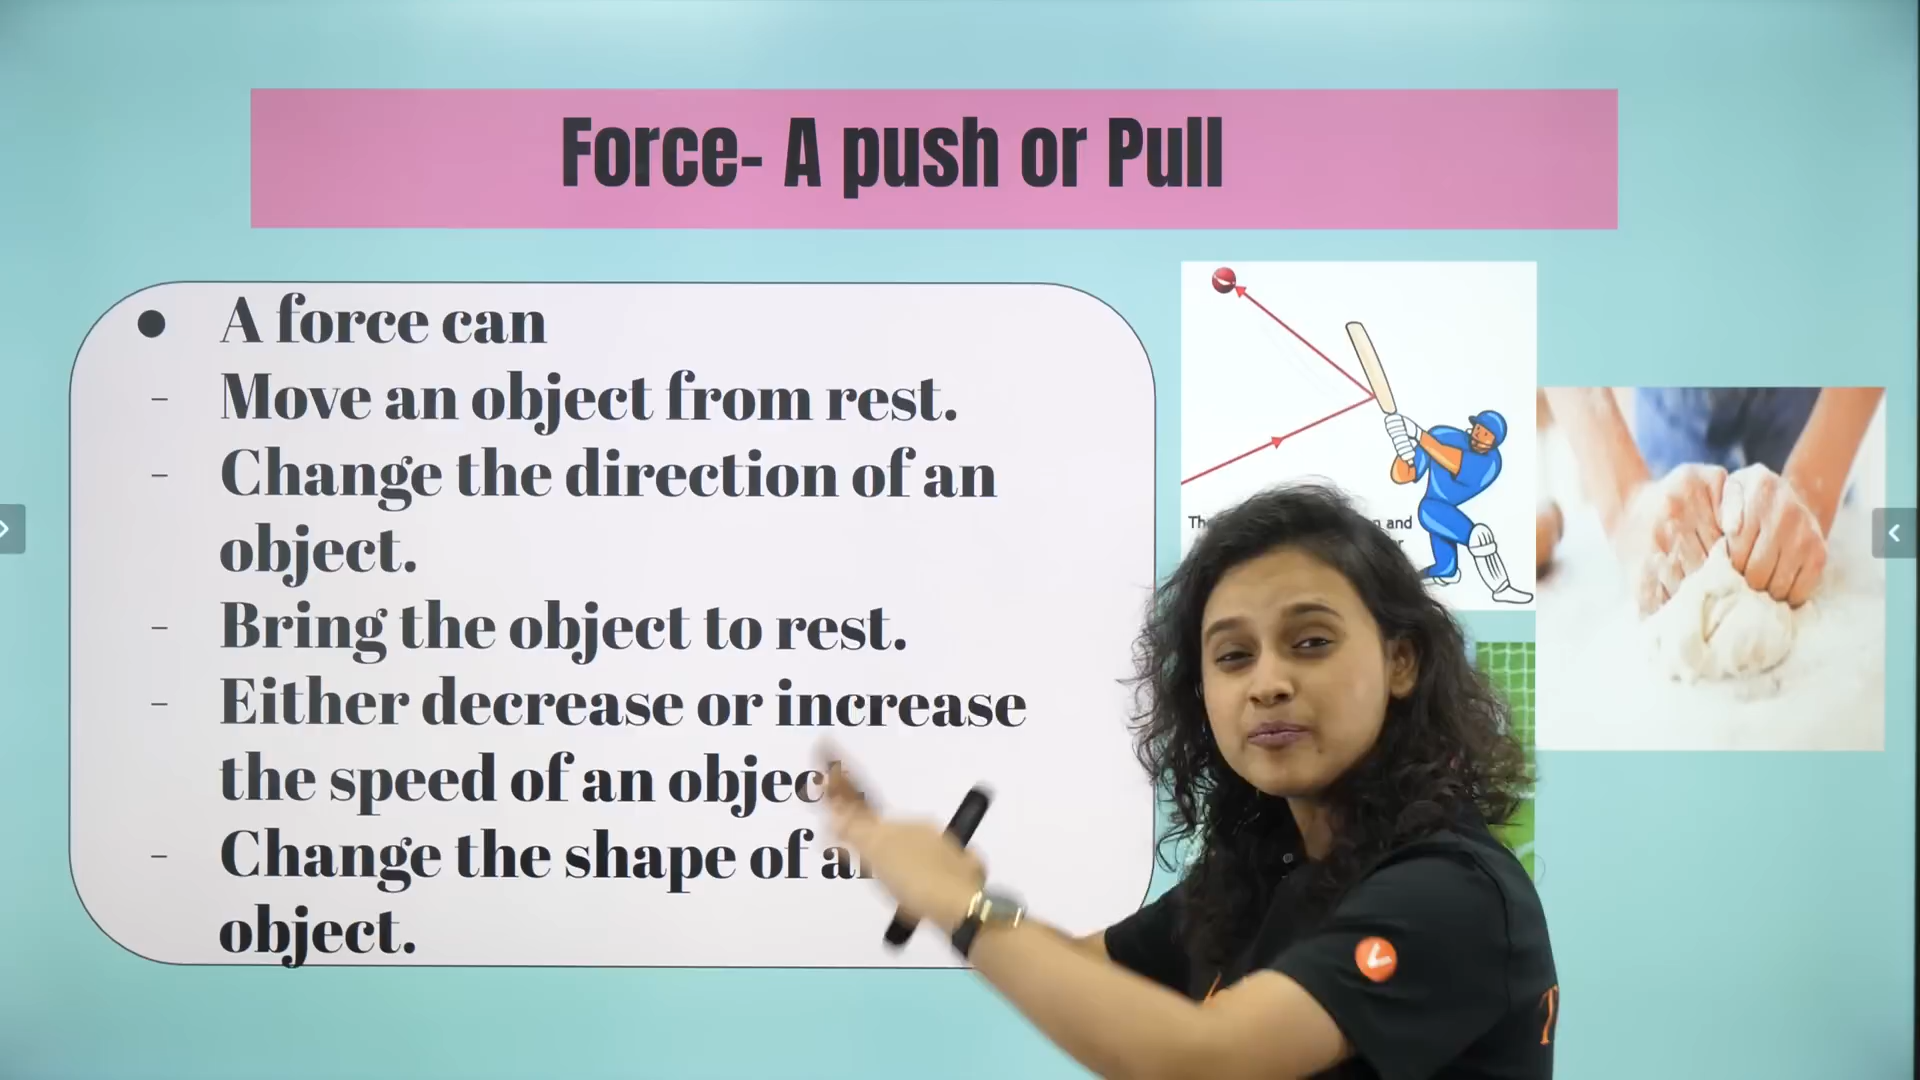 Force- A push or Pull
● A force can
- Move an object from rest.
- Change the direction of an
object.
- Bring the object to rest.
- Either decrease or increase
the speed of an object.
- Change the shape of
object.
and